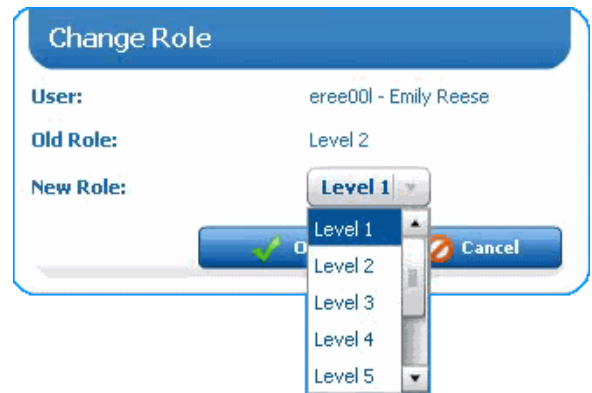 Change Role
User: eree00l - Emily Reese
Old Role: Level 2
New Role: Level 1
Level 1
Level 2
Cancel
Level 3
Level 4
Level 5